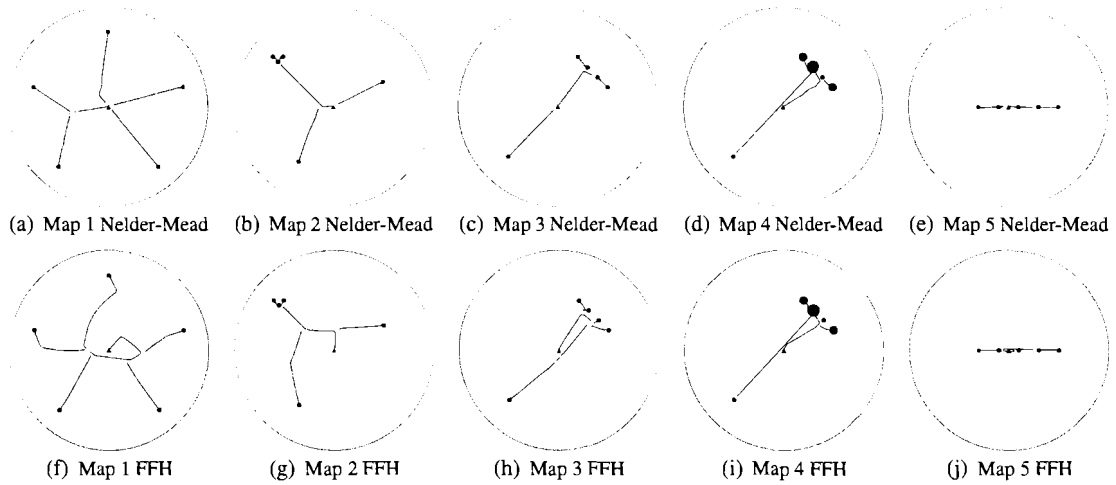 (a) Map 1 Nelder-Mead
(b) Map 2 Nelder-Mead
(c) Map 3 Nelder-Mead
(d) Map 4 Nelder-Mead
(e) Map 5 Nelder-Mead
(f) Map 1 FFH
(g) Map 2 FFH
(h) Map 3 FFH
(i) Map 4 FFH
(j) Map 5 FFH